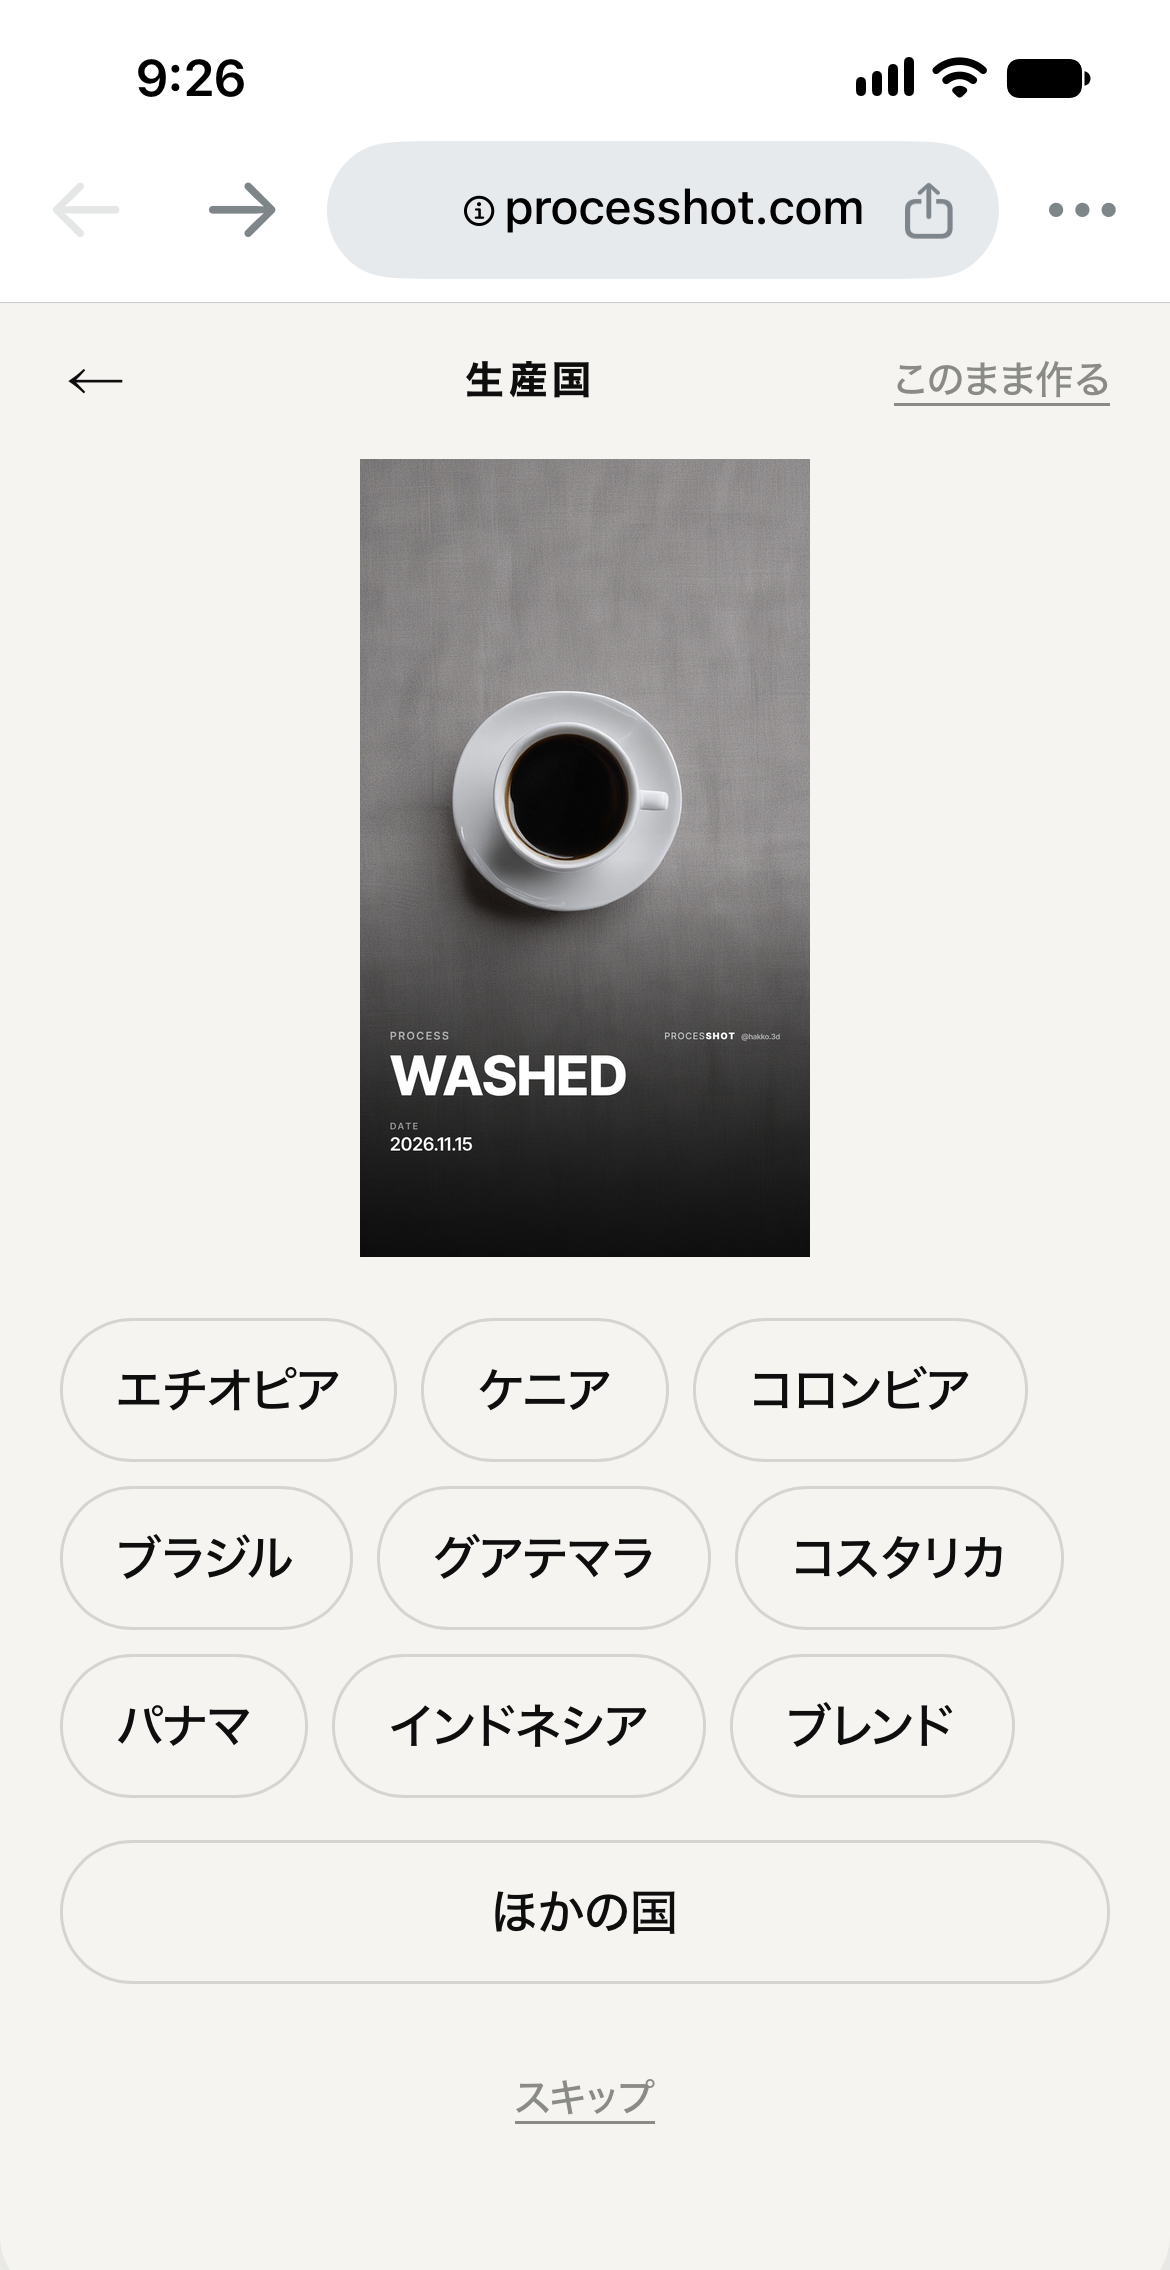 9:26
processhot.com
生産国
このまま作る
PROCESS
PROCESSHOT @hakko.3d
WASHED
DATE
2026.11.15
エチオピア
ケニア
コロンビア
ブラジル
グアテマラ
コスタリカ
パナマ
インドネシア
ブレンド
ほかの国
スキップ